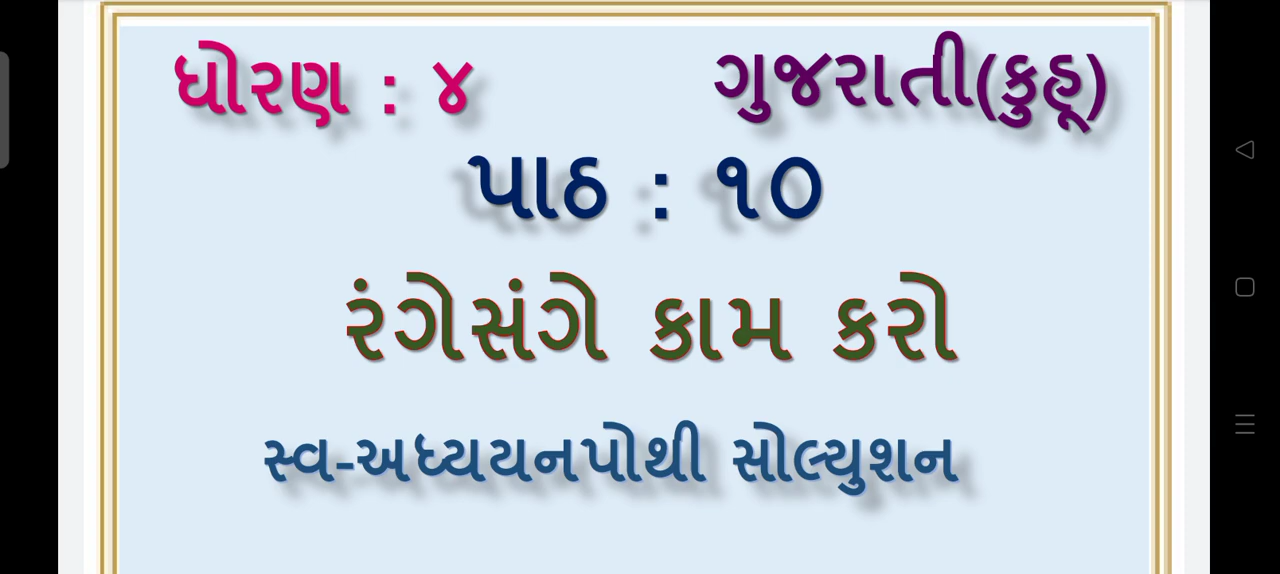 ધોરણ : ૪ ગુજરાતી(કુહૂ)
પાઠ : ૧૦
રંગેસંગે કામ કરો
સ્વ-અધ્યયનપોથી સોલ્યુશન